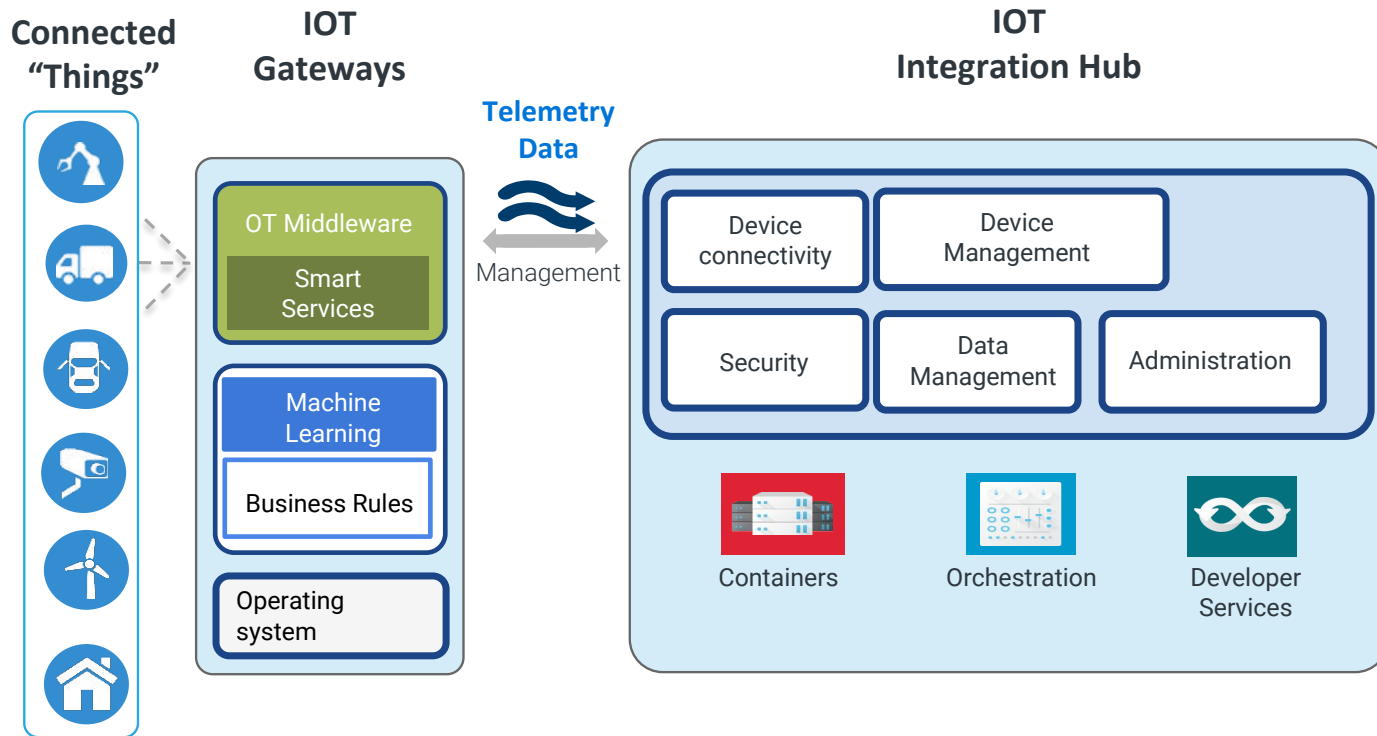 Connected
“Things”
IOT
Gateways
IOT
Integration Hub
Telemetry
Data
Management
OT Middleware
Smart
Services
Machine
Learning
Business Rules
Operating
system
Device
connectivity
Device
Management
Security
Data
Management
Administration
Containers
Orchestration
Developer
Services